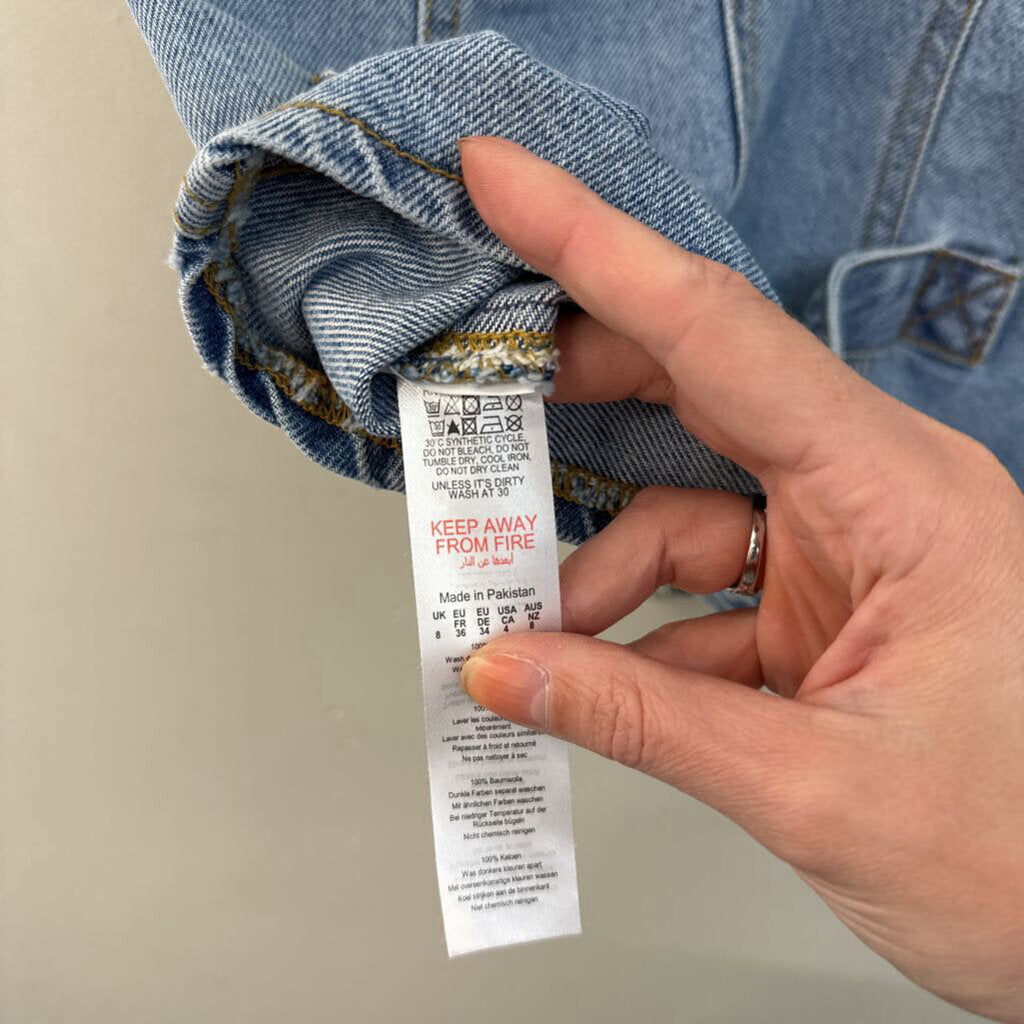 30°C SYNTHETIC CYCLE,
DO NOT BLEACH, DO NOT
TUMBLE DRY, COOL IRON,
DO NOT DRY CLEAN
UNLESS IT'S DIRTY
WASH AT 30
KEEP AWAY
FROM FIRE
أبعدها عن النار
Made in Pakistan
UK EU EU USA AUS
FR DE CA NZ
8 36 34 4 8
Wash
Laver les
séparément
Laver avec des couleurs
Repasser à froid et retourné
Ne pas nettoyer à sec
100% Baumwolle
Dunkle Farben separat waschen
Mit ähnlichen Farben waschen
Bei niedriger Temperatur auf der
Rückseite bügeln
Nicht chemisch reinigen
100% Katoen
Was donkere kleuren apart
Met overeenkomstige kleuren wassen
Koel strijken aan de binnenkant
Niet chemisch reinigen